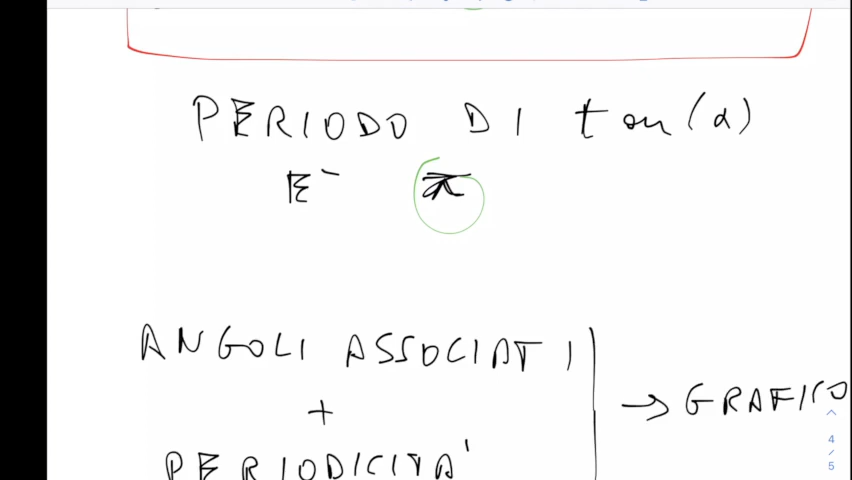 PERIODO DI tan(α)
E` π
ANGOLI ASSOCIATI
+
→ GRAFICO
PERIODICITA'
4
/
5